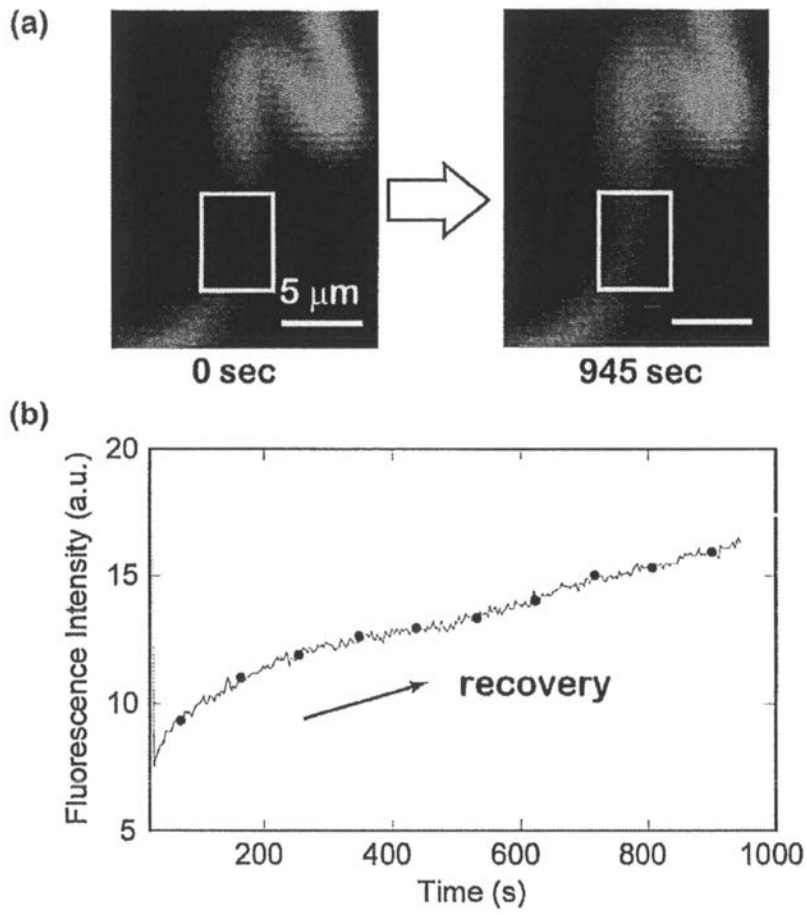 (a)
5 μm
0 sec
945 sec
(b)
20
15
10
5
Fluorescence Intensity (a.u.)
recovery
200 400 600 800 1000
Time (s)